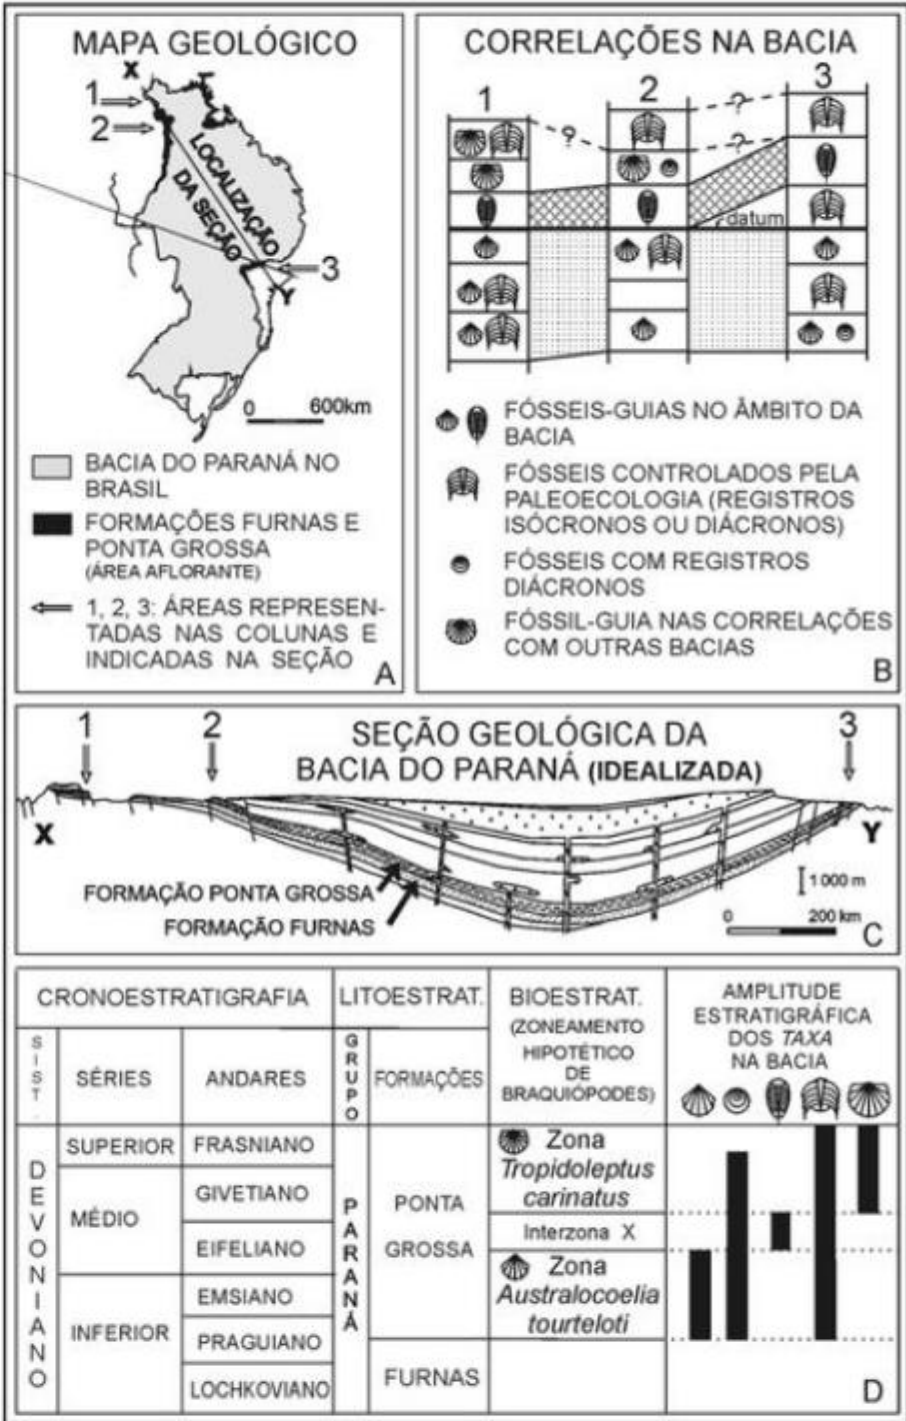 MAPA GEOLÓGICO
X
1
2
LOCALIZAÇÃO
DA SEÇÃO
3
Y
0 600km
BACIA DO PARANÁ NO
BRASIL
FORMAÇÕES FURNAS E
PONTA GROSSA
(ÁREA AFLORANTE)
1, 2, 3: ÁREAS REPRESEN-
TADAS NAS COLUNAS E
INDICADAS NA SEÇÃO
A
CORRELAÇÕES NA BACIA
1 2 3
? ? ?
datum
FÓSSEIS-GUIAS NO ÂMBITO DA
BACIA
FÓSSEIS CONTROLADOS PELA
PALEOECOLOGIA (REGISTROS
ISÓCRONOS OU DIÁCRONOS)
FÓSSEIS COM REGISTROS
DIÁCRONOS
FÓSSIL-GUIA NAS CORRELAÇÕES
COM OUTRAS BACIAS
B
1 2 3
SEÇÃO GEOLÓGICA DA
BACIA DO PARANÁ (IDEALIZADA)
X Y
FORMAÇÃO PONTA GROSSA
FORMAÇÃO FURNAS
1 000 m
0 200 km
C
CRONOESTRATIGRAFIA
SIST.
SÉRIES
ANDARES
DEVONIANO
SUPERIOR
FRASNIANO
MÉDIO
GIVETIANO
EIFELIANO
INFERIOR
EMSIANO
PRAGUIANO
LOCHKOVIANO
LITOESTRAT.
GRUPO
FORMAÇÕES
PARANÁ
PONTA
GROSSA
FURNAS
BIOESTRAT.
(ZONEAMENTO
HIPOTÉTICO
DE
BRAQUIÓPODES)
Zona
Tropidoleptus
carinatus
Interzona X
Zona
Australocoelia
tourteloti
AMPLITUDE
ESTRATIGRÁFICA
DOS TAXA
NA BACIA
D